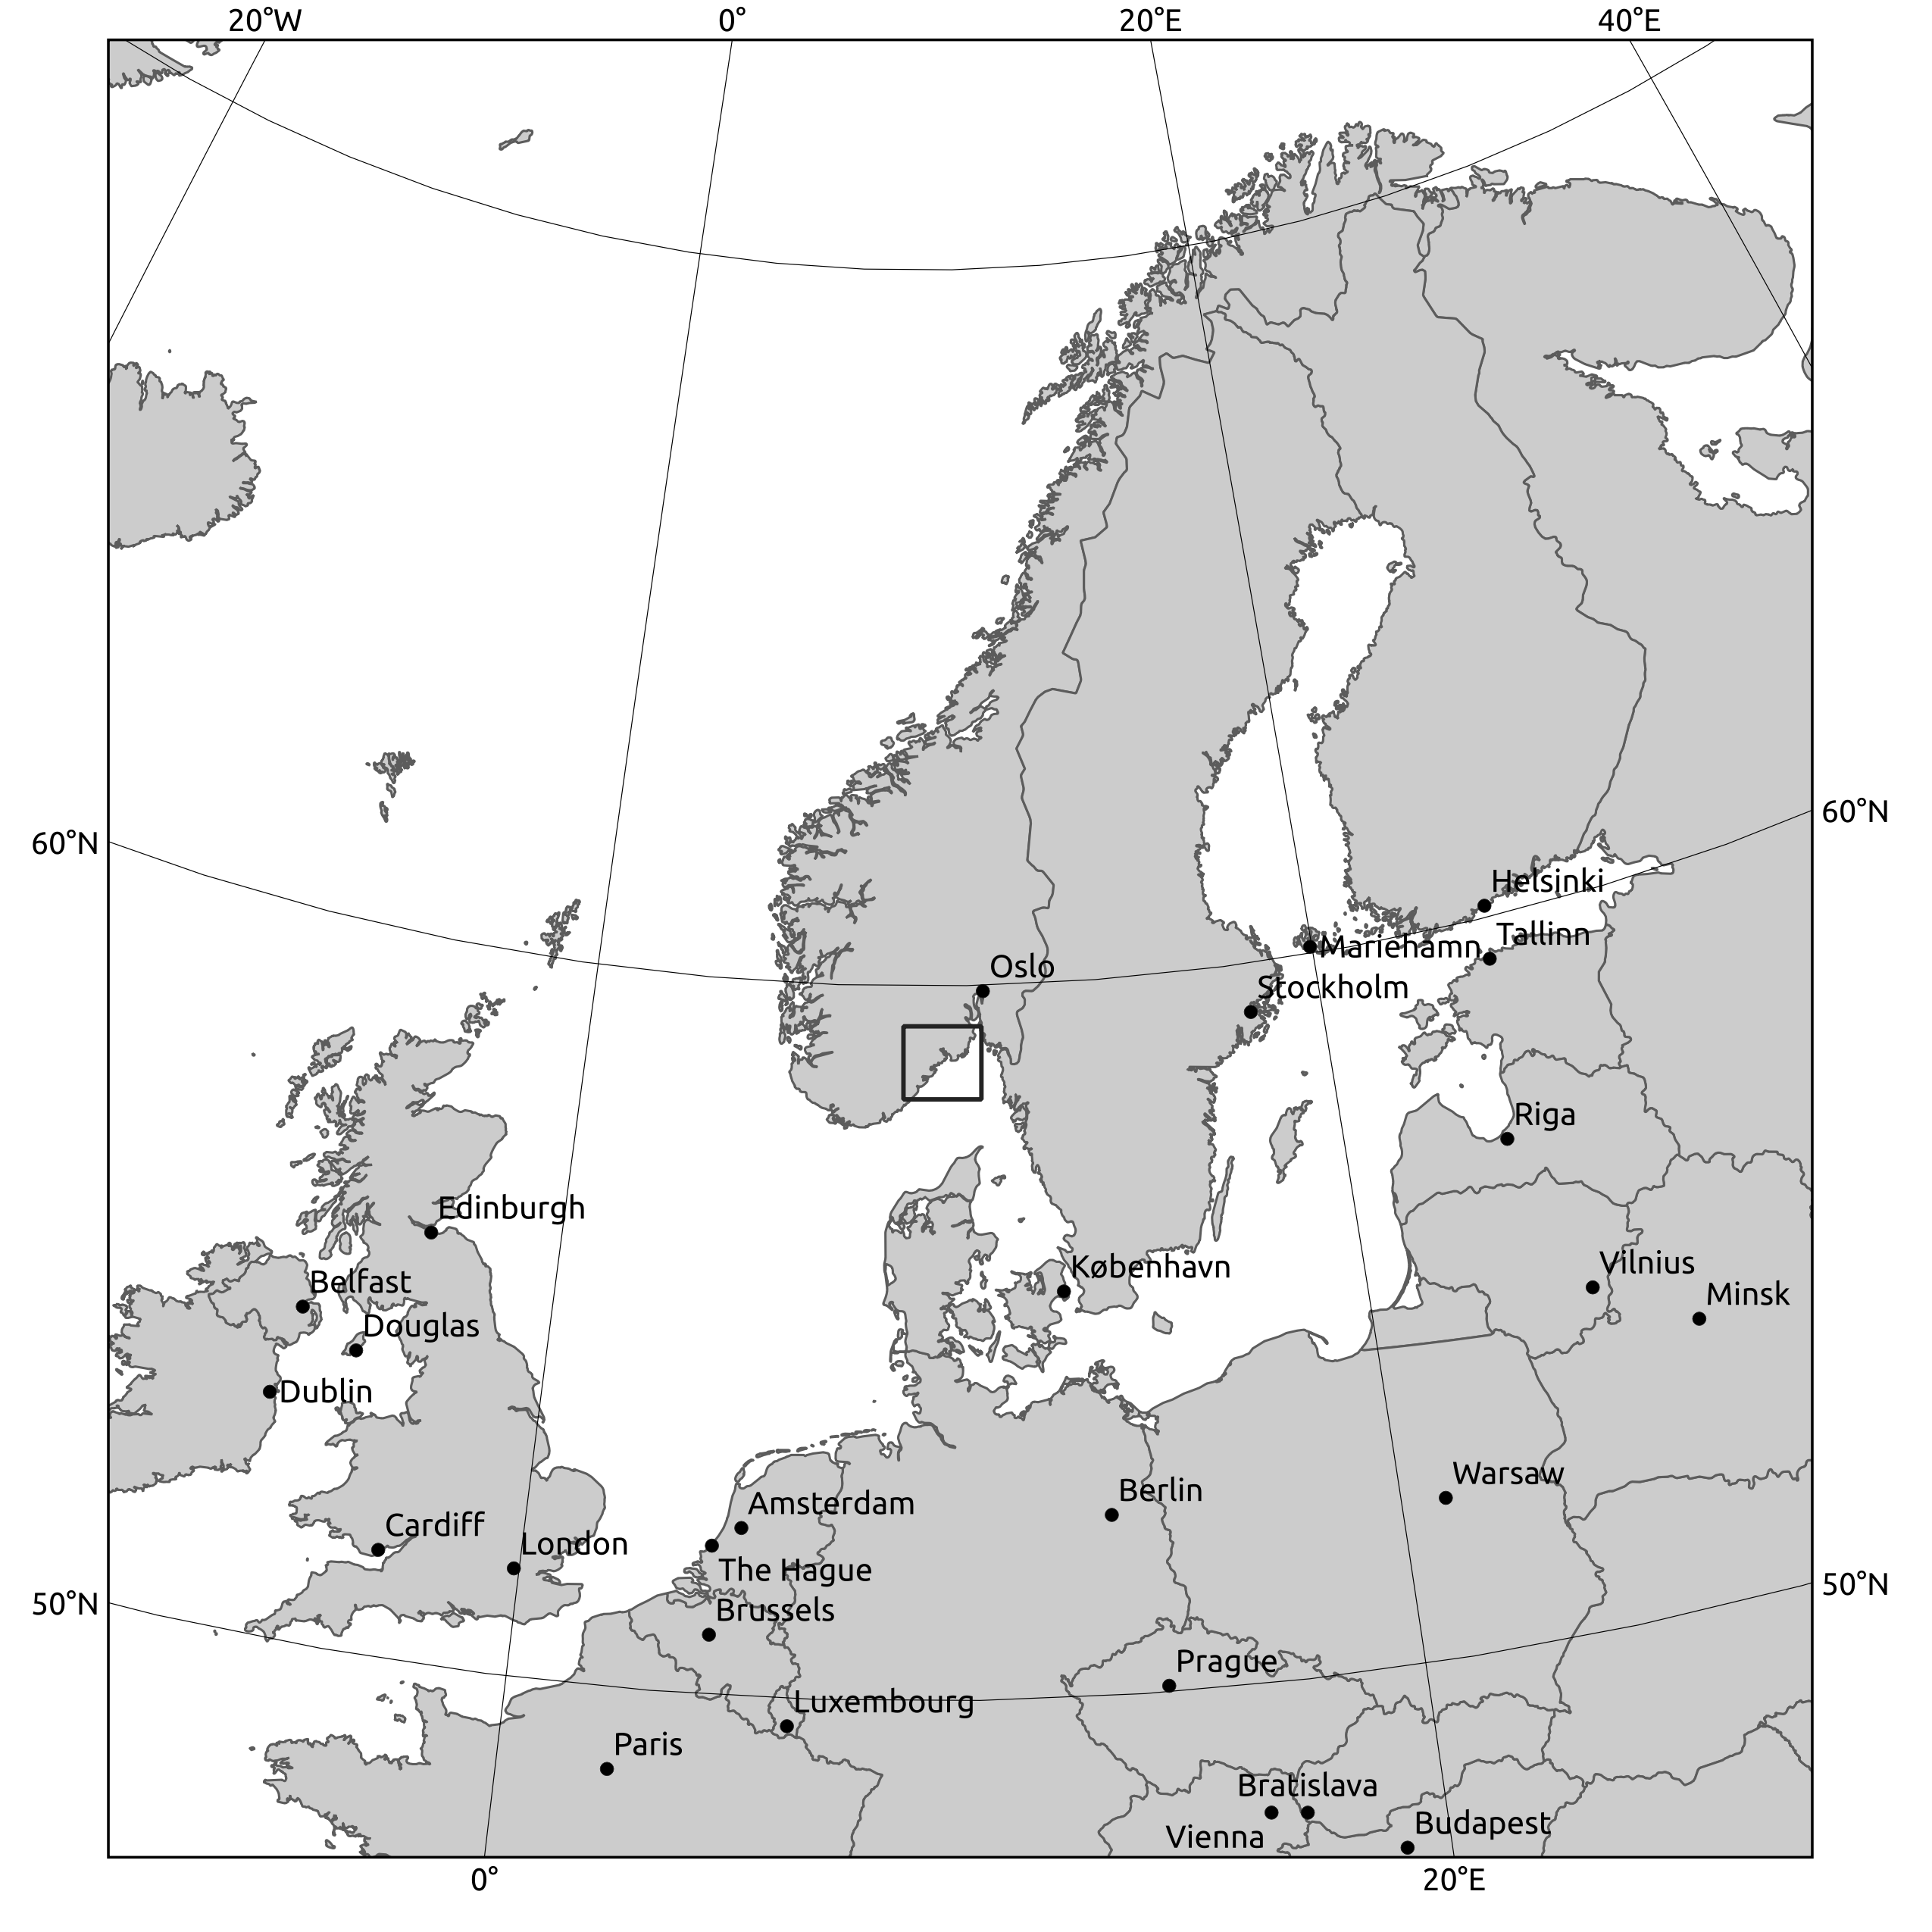 20°W
0°
20°E
40°E
60°N
60°N
Helsinki
Tallinn
Mariehamn
Oslo
Stockholm
Riga
Edinburgh
Vilnius
København
Belfast
Minsk
Douglas
Dublin
Warsaw
Berlin
Amsterdam
Cardiff
London
The Hague
50°N
50°N
Brussels
Prague
Luxembourg
Paris
Bratislava
Budapest
Vienna
0°
20°E